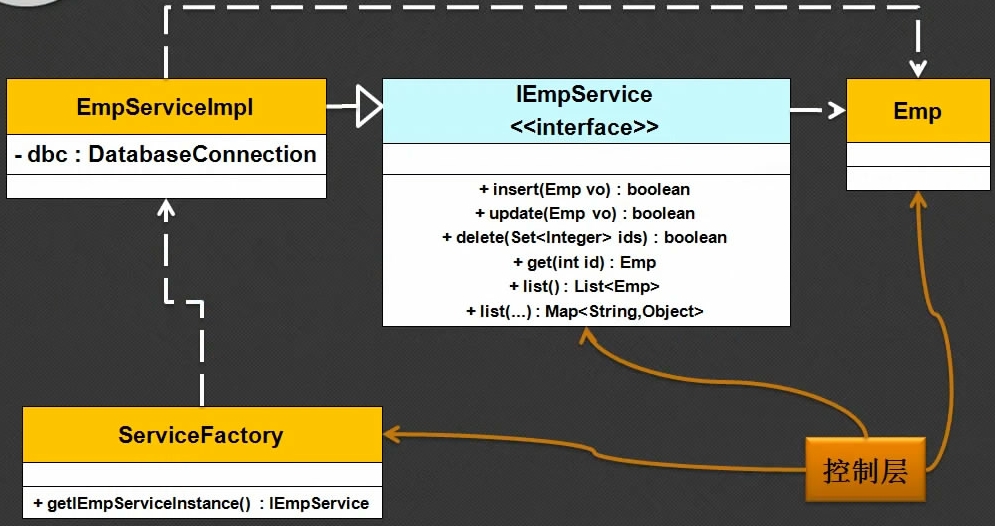 EmpServiceImpl
- dbc : DatabaseConnection
IEmpService
<<interface>>
+ insert(Emp vo) : boolean
+ update(Emp vo) : boolean
+ delete(Set<Integer> ids) : boolean
+ get(int id) : Emp
+ list() : List<Emp>
+ list(...) : Map<String,Object>
Emp
ServiceFactory
+ getIEmpServiceInstance() : IEmpService
控制层